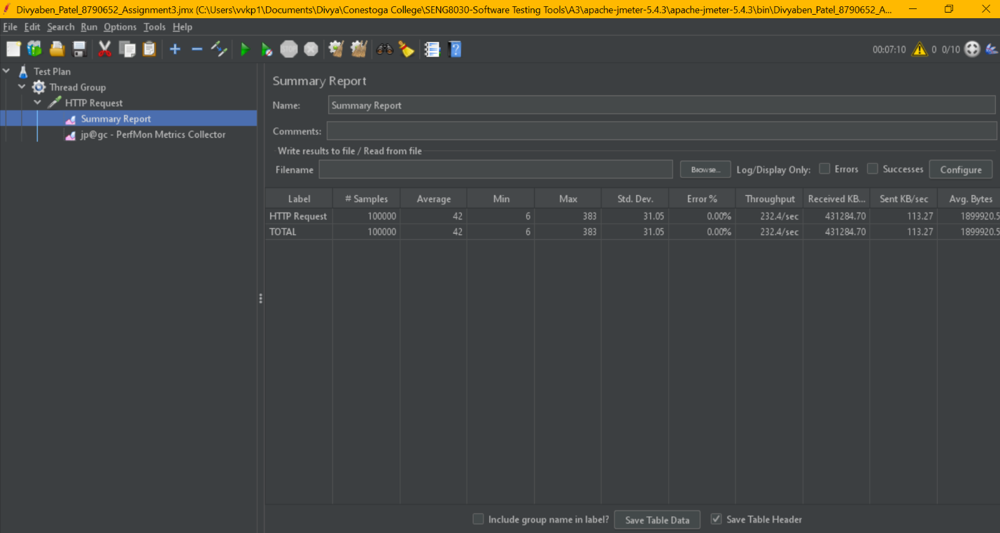 Divyaben_Patel_8790652_Assignment3.jmx (C:\Users\vvkp1\Documents\Divya\Conestoga College\SENG8030-Software Testing Tools\A3\apache-jmeter-5.4.3\apache-jmeter-5.4.3\bin\Divyaben_Patel_8790652_A...
File Edit Search Run Options Tools Help
00:07:10 0 0/10
Test Plan
Thread Group
HTTP Request
Summary Report
jp@gc - PerfMon Metrics Collector
Summary Report
Name: Summary Report
Comments:
Write results to file / Read from file
Filename Browse... Log/Display Only: Errors Successes Configure
Label # Samples Average Min Max Std. Dev. Error % Throughput Received KB... Sent KB/sec Avg. Bytes
HTTP Request 100000 42 6 383 31.05 0.00% 232.4/sec 431284.70 113.27 1899920.5
TOTAL 100000 42 6 383 31.05 0.00% 232.4/sec 431284.70 113.27 1899920.5
Include group name in label? Save Table Data Save Table Header